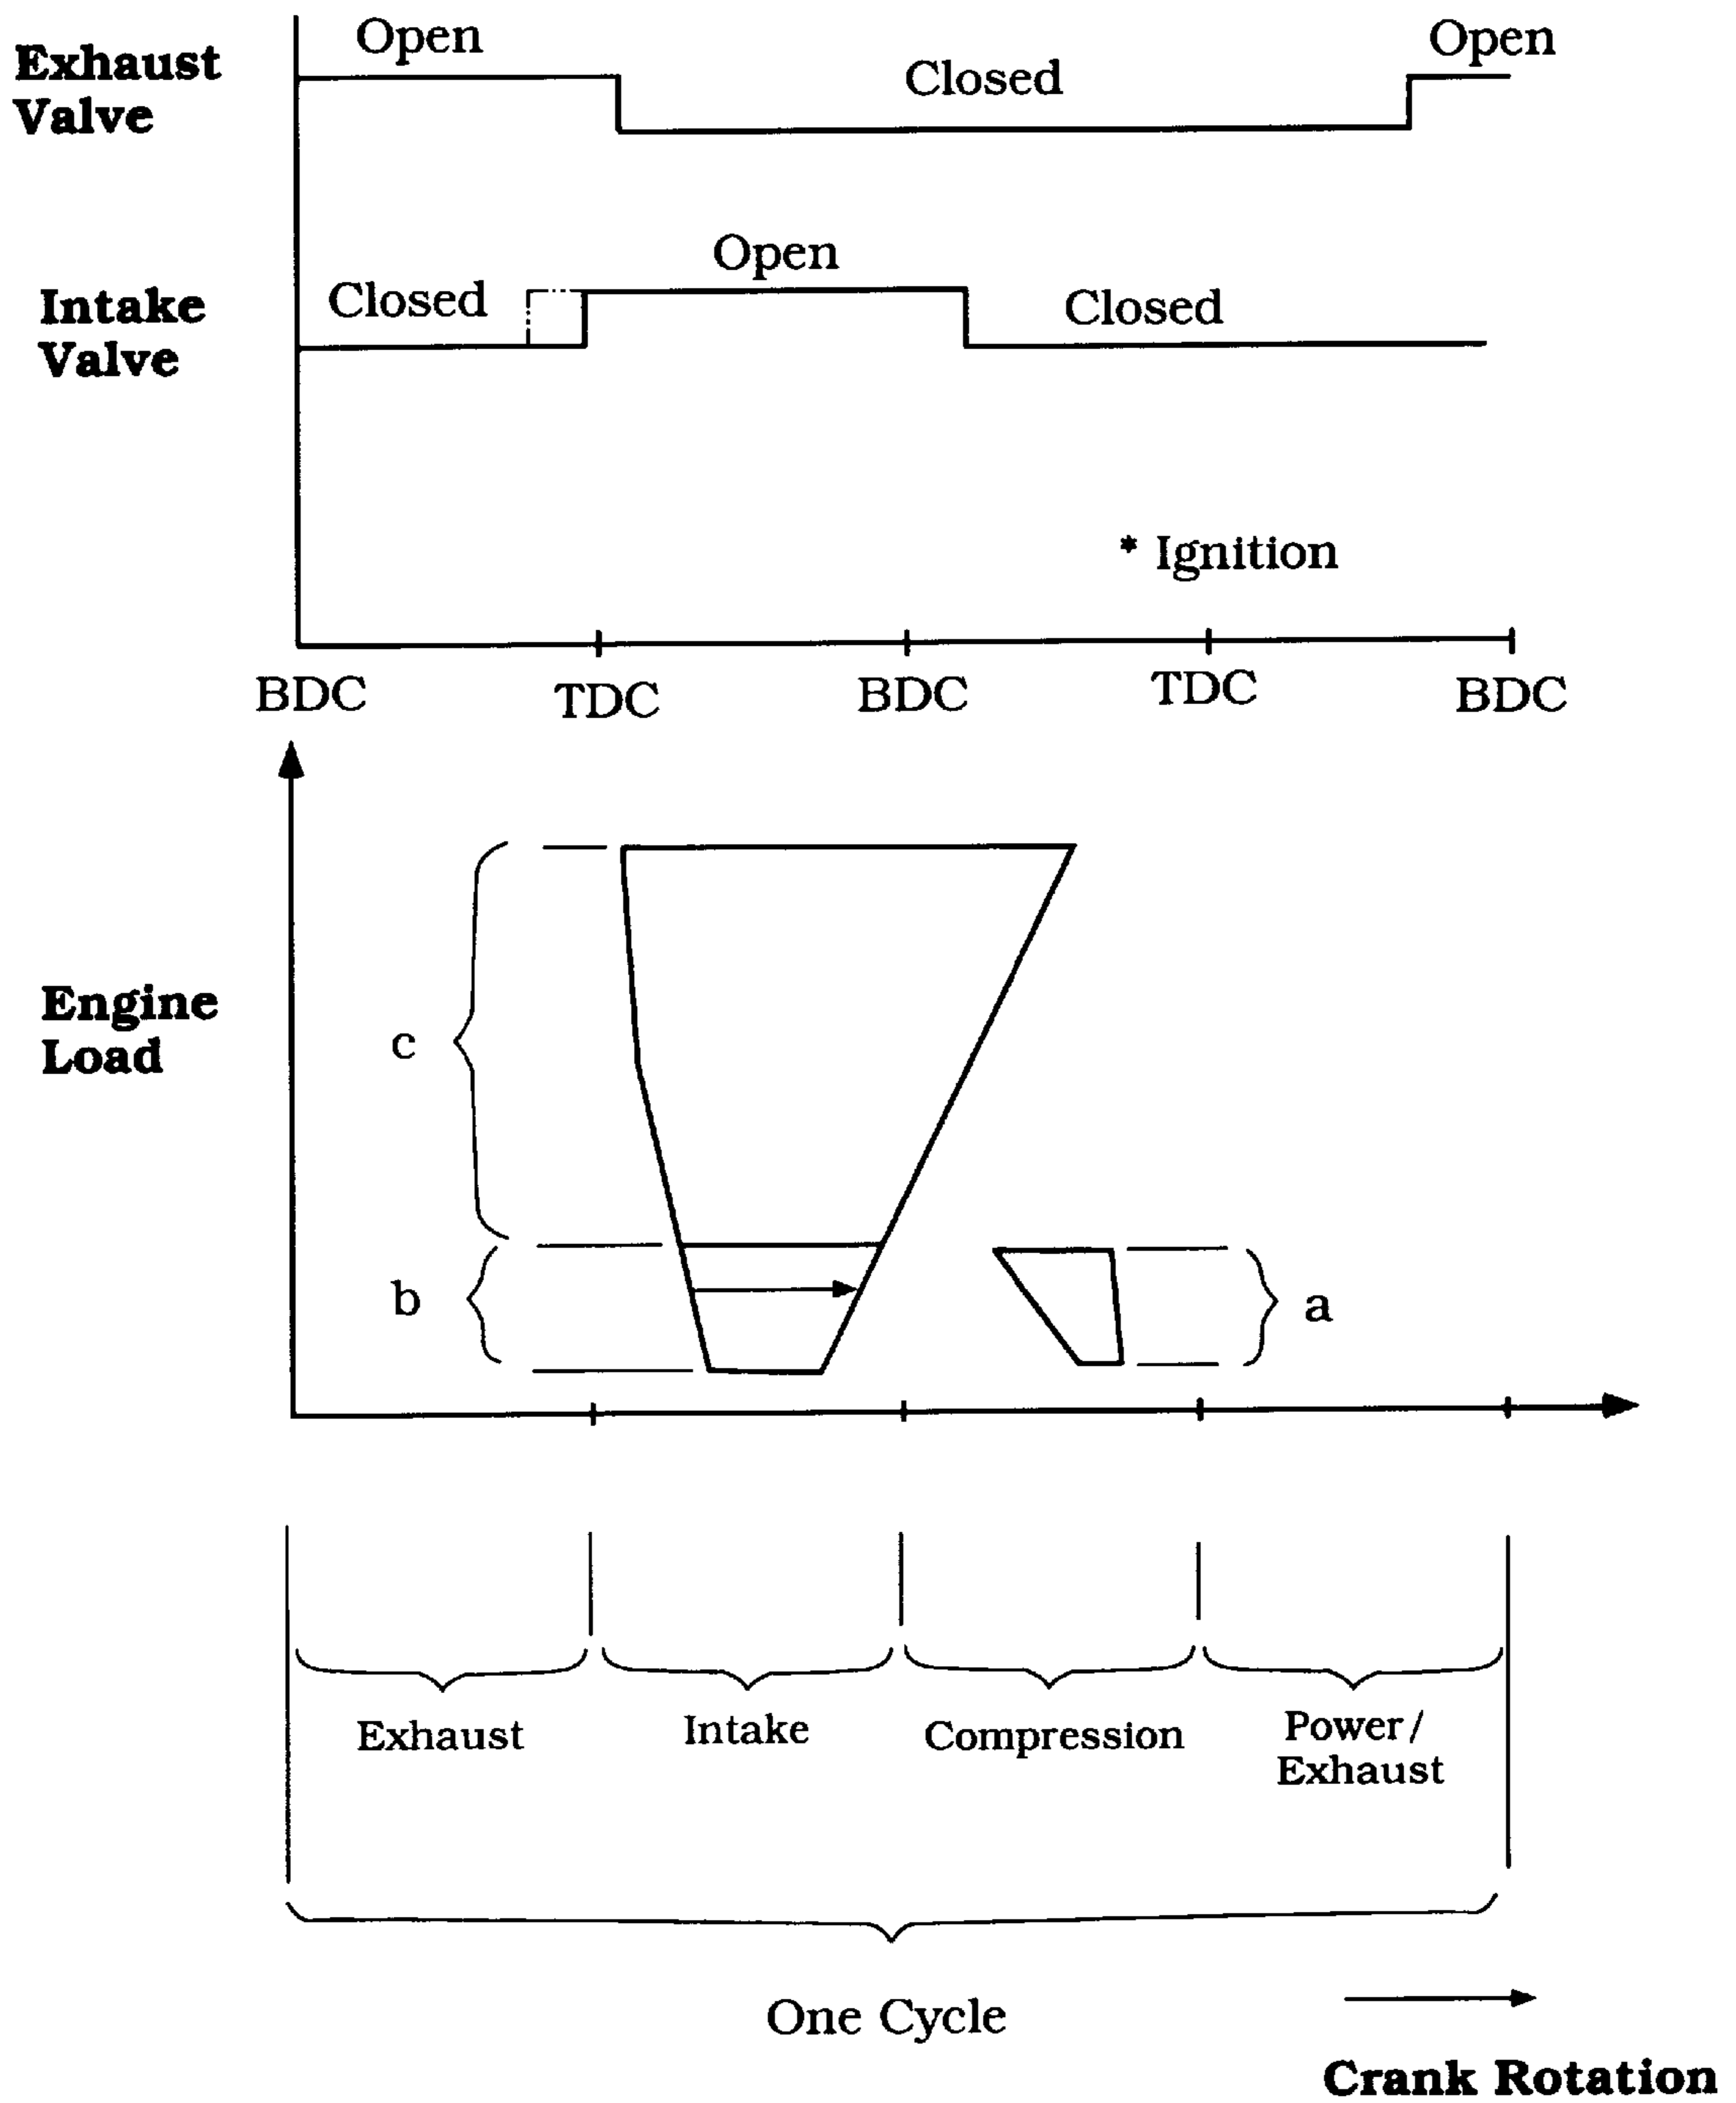 Open
Open
Exhaust
Valve
Closed
Open
Intake
Valve
Closed
Closed
* Ignition
BDC
TDC
BDC
TDC
BDC
Engine
Load
c
b
a
Exhaust
Intake
Compression
Power/
Exhaust
One Cycle
Crank Rotation